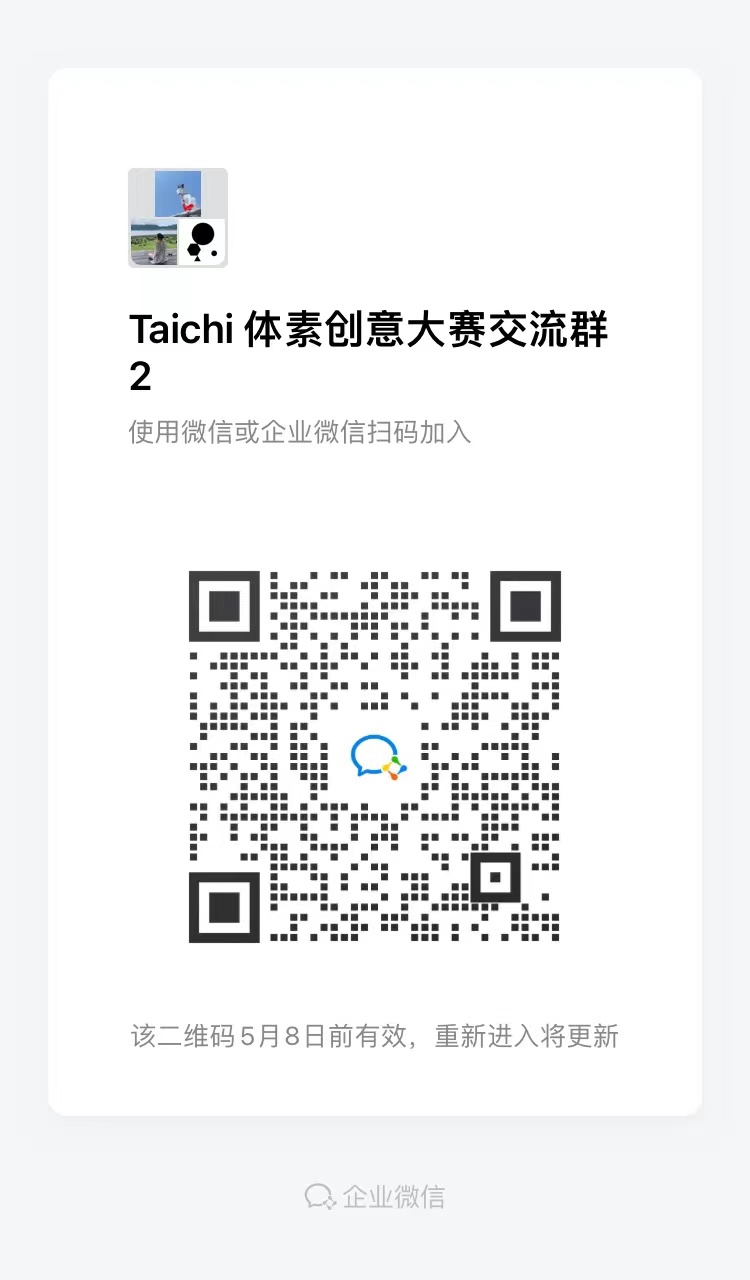 Taichi 体素创意大赛交流群
2
使用微信或企业微信扫码加入
该二维码5月8日前有效，重新进入将更新
企业微信